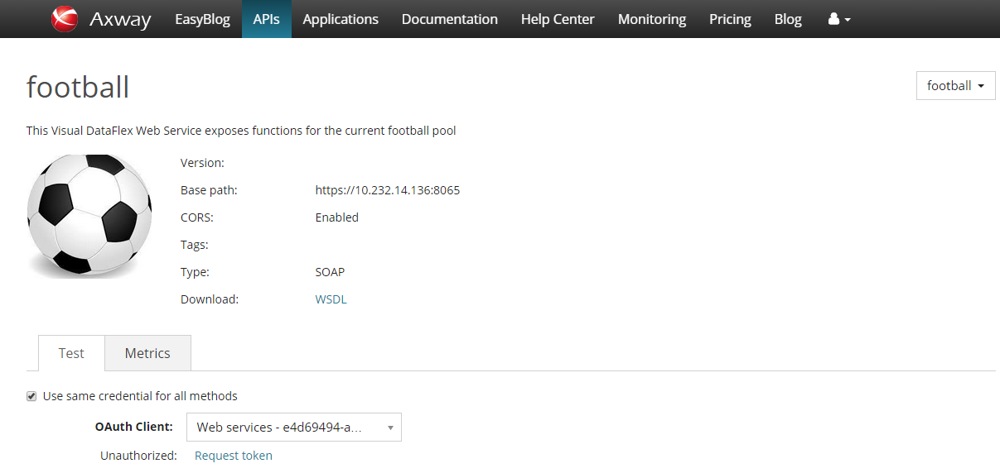 Axway EasyBlog APIs Applications Documentation Help Center Monitoring Pricing Blog
football
football
This Visual DataFlex Web Service exposes functions for the current football pool
Version:
Base path: https://10.232.14.136:8065
CORS: Enabled
Tags:
Type: SOAP
Download: WSDL
Test Metrics
Use same credential for all methods
OAuth Client: Web services - e4d69494-a...
Unauthorized: Request token